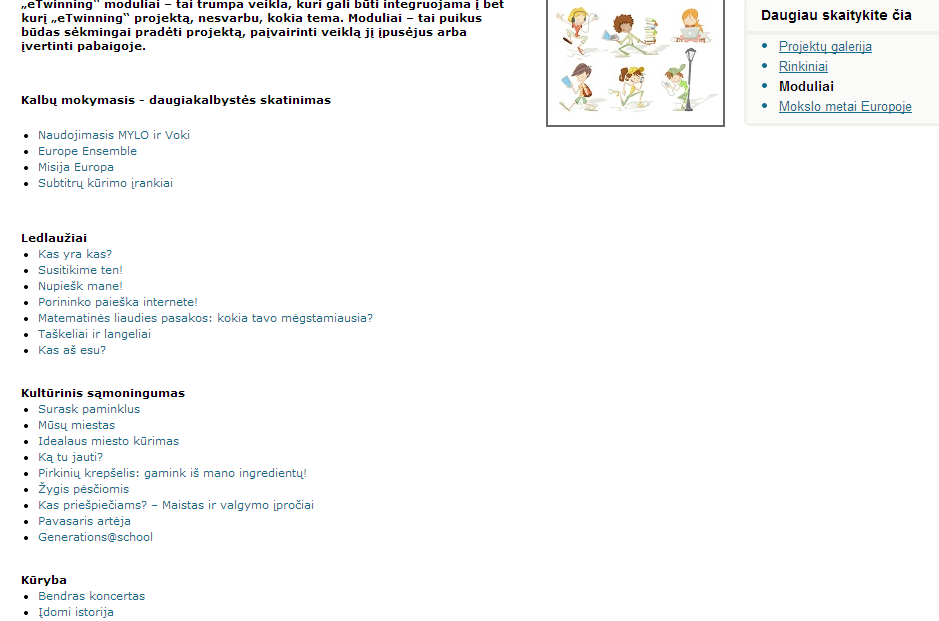 „eTwinning“ moduliai – tai trumpa veikla, kuri gali būti integruojama į bet
kurį „eTwinning“ projektą, nesvarbu, kokia tema. Moduliai – tai puikus
būdas sėkmingai pradėti projektą, paįvairinti veiklą jį įpusėjus arba
įvertinti pabaigoje.
Kalbų mokymasis - daugiakalbystės skatinimas
Naudojimasis MYLO ir Voki
Europe Ensemble
Misija Europa
Subtitrų kūrimo įrankiai
Ledlaužiai
Kas yra kas?
Susitikime ten!
Nupiešk mane!
Porininko paieška internete!
Matematinės liaudies pasakos: kokia tavo mėgstamiausia?
Taškeliai ir langeliai
Kas aš esu?
Kultūrinis sąmoningumas
Surask paminklus
Mūsų miestas
Idealaus miesto kūrimas
Ką tu jauti?
Pirkinių krepšelis: gamink iš mano ingredientų!
Žygis pėsčiomis
Kas priešpiečiams? – Maistas ir valgymo įpročiai
Pavasaris artėja
Generations@school
Kūryba
Bendras koncertas
Įdomi istorija
Daugiau skaitykite čia
Projektų galerija
Rinkiniai
Moduliai
Mokslo metai Europoje